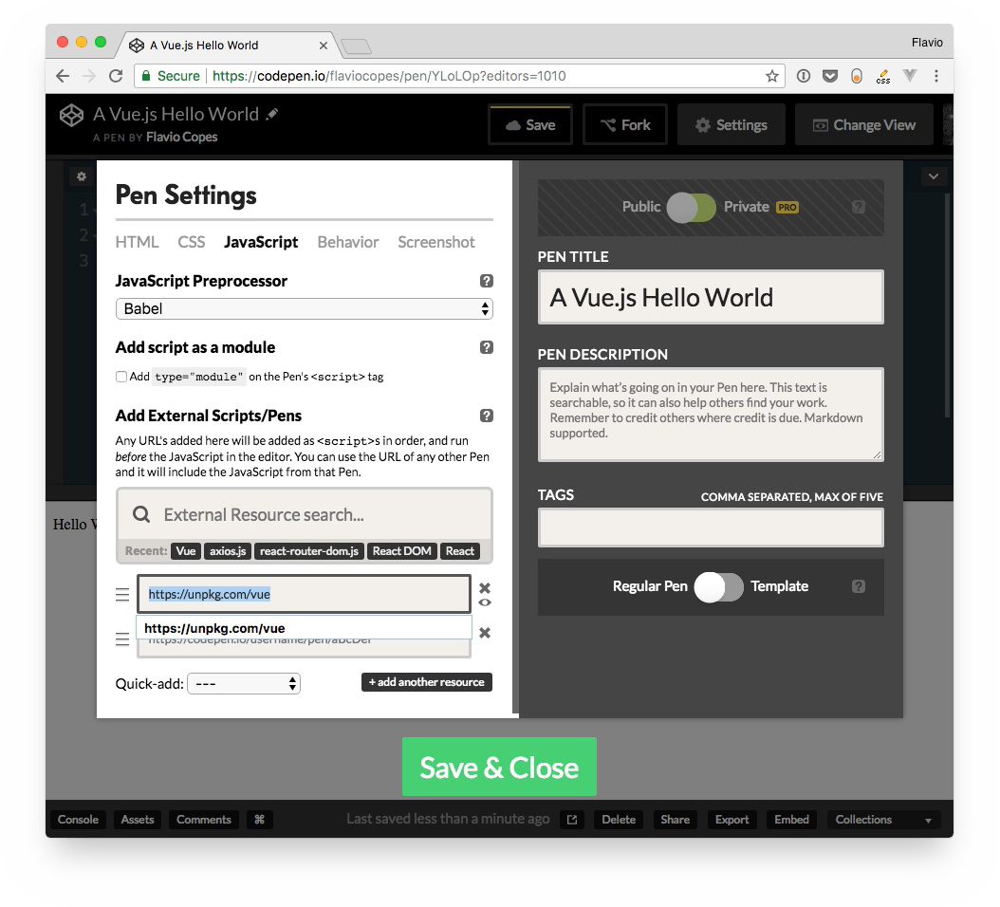 A Vue.js Hello World
Flavio
Secure https://codepen.io/flaviocopes/pen/YLoLOp?editors=1010
css
A Vue.js Hello World
A PEN BY Flavio Copes
Save
Fork
Settings
Change View
1
2
3
Pen Settings
HTML CSS JavaScript Behavior Screenshot
JavaScript Preprocessor ?
Babel
Add script as a module ?
Add type="module" on the Pen's <script> tag
Add External Scripts/Pens ?
Any URL's added here will be added as <script>s in order, and run
before the JavaScript in the editor. You can use the URL of any other Pen
and it will include the JavaScript from that Pen.
External Resource search...
Recent: Vue axios.js react-router-dom.js React DOM React
https://unpkg.com/vue
https://unpkg.com/vue
https://codepen.io/username/pen/aBcDef
Quick-add: ---
+ add another resource
Public Private PRO ?
PEN TITLE
A Vue.js Hello World
PEN DESCRIPTION
Explain what's going on in your Pen here. This text is
searchable, so it can also help others find your work.
Remember to credit others where credit is due. Markdown
supported.
TAGS COMMA SEPARATED, MAX OF FIVE
Regular Pen Template ?
Hello
Save & Close
Console Assets Comments ⌘ Last saved less than a minute ago Delete Share Export Embed Collections